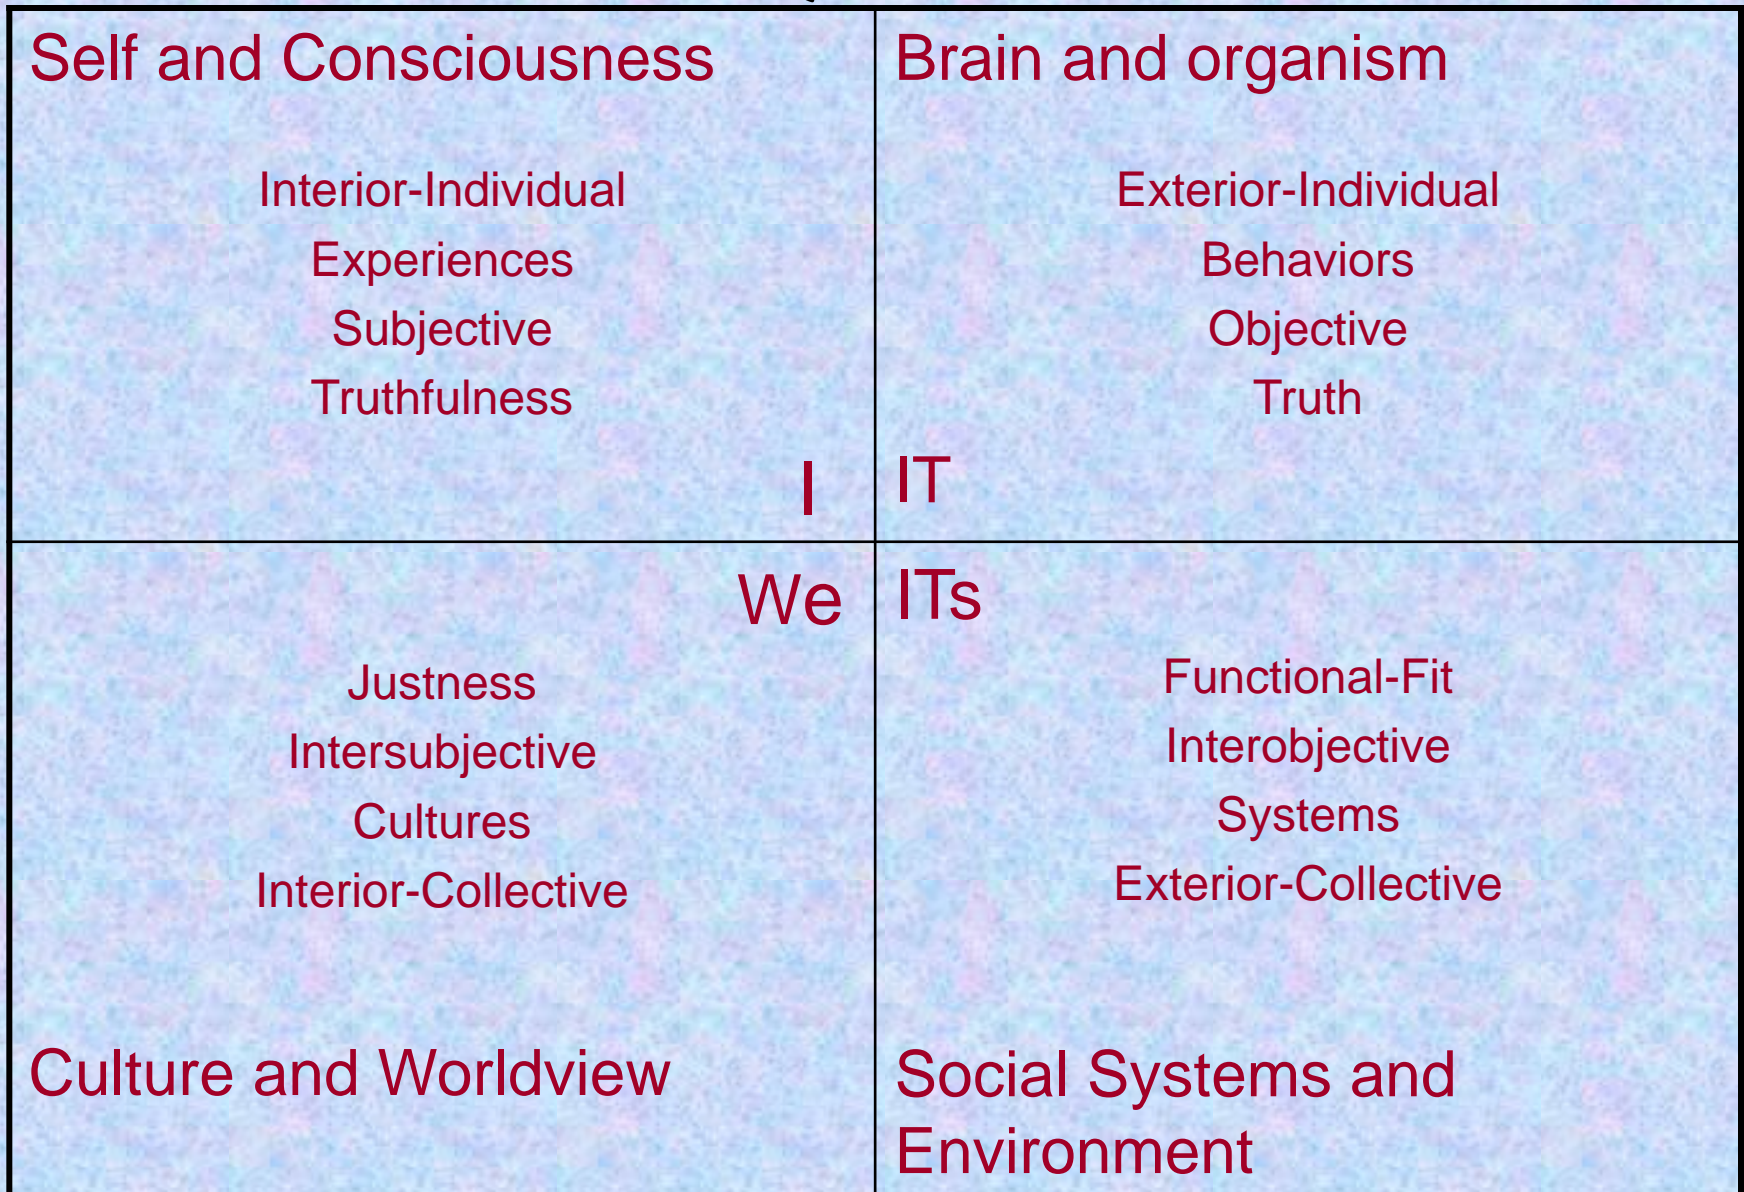 Self and Consciousness
Interior-Individual
Experiences
Subjective
Truthfulness
I
Brain and organism
Exterior-Individual
Behaviors
Objective
Truth
IT
We
Justness
Intersubjective
Cultures
Interior-Collective
Culture and Worldview
ITs
Functional-Fit
Interobjective
Systems
Exterior-Collective
Social Systems and
Environment